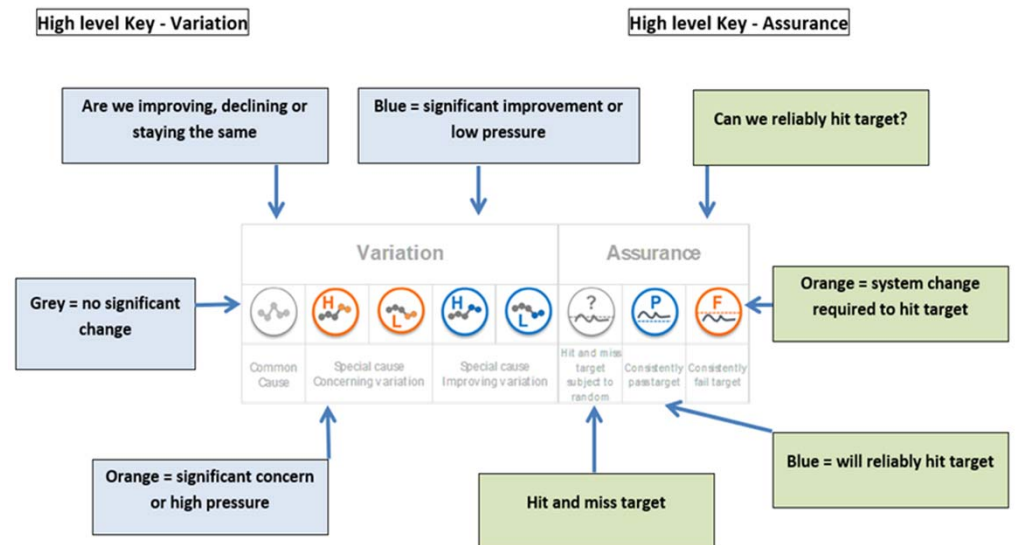 High level Key - Variation
High level Key - Assurance
Are we improving, declining or
staying the same
Blue = significant improvement or
low pressure
Can we reliably hit target?
Variation
Assurance
Grey = no significant
change
H
L
H
L
?
P
F
Orange = system change
required to hit target
Common
Cause
Special cause
Concerning variation
Special cause
Improving variation
Hit and miss
target
subject to
random
Consistently
pass target
Consistently
fail target
Orange = significant concern
or high pressure
Hit and miss target
Blue = will reliably hit target